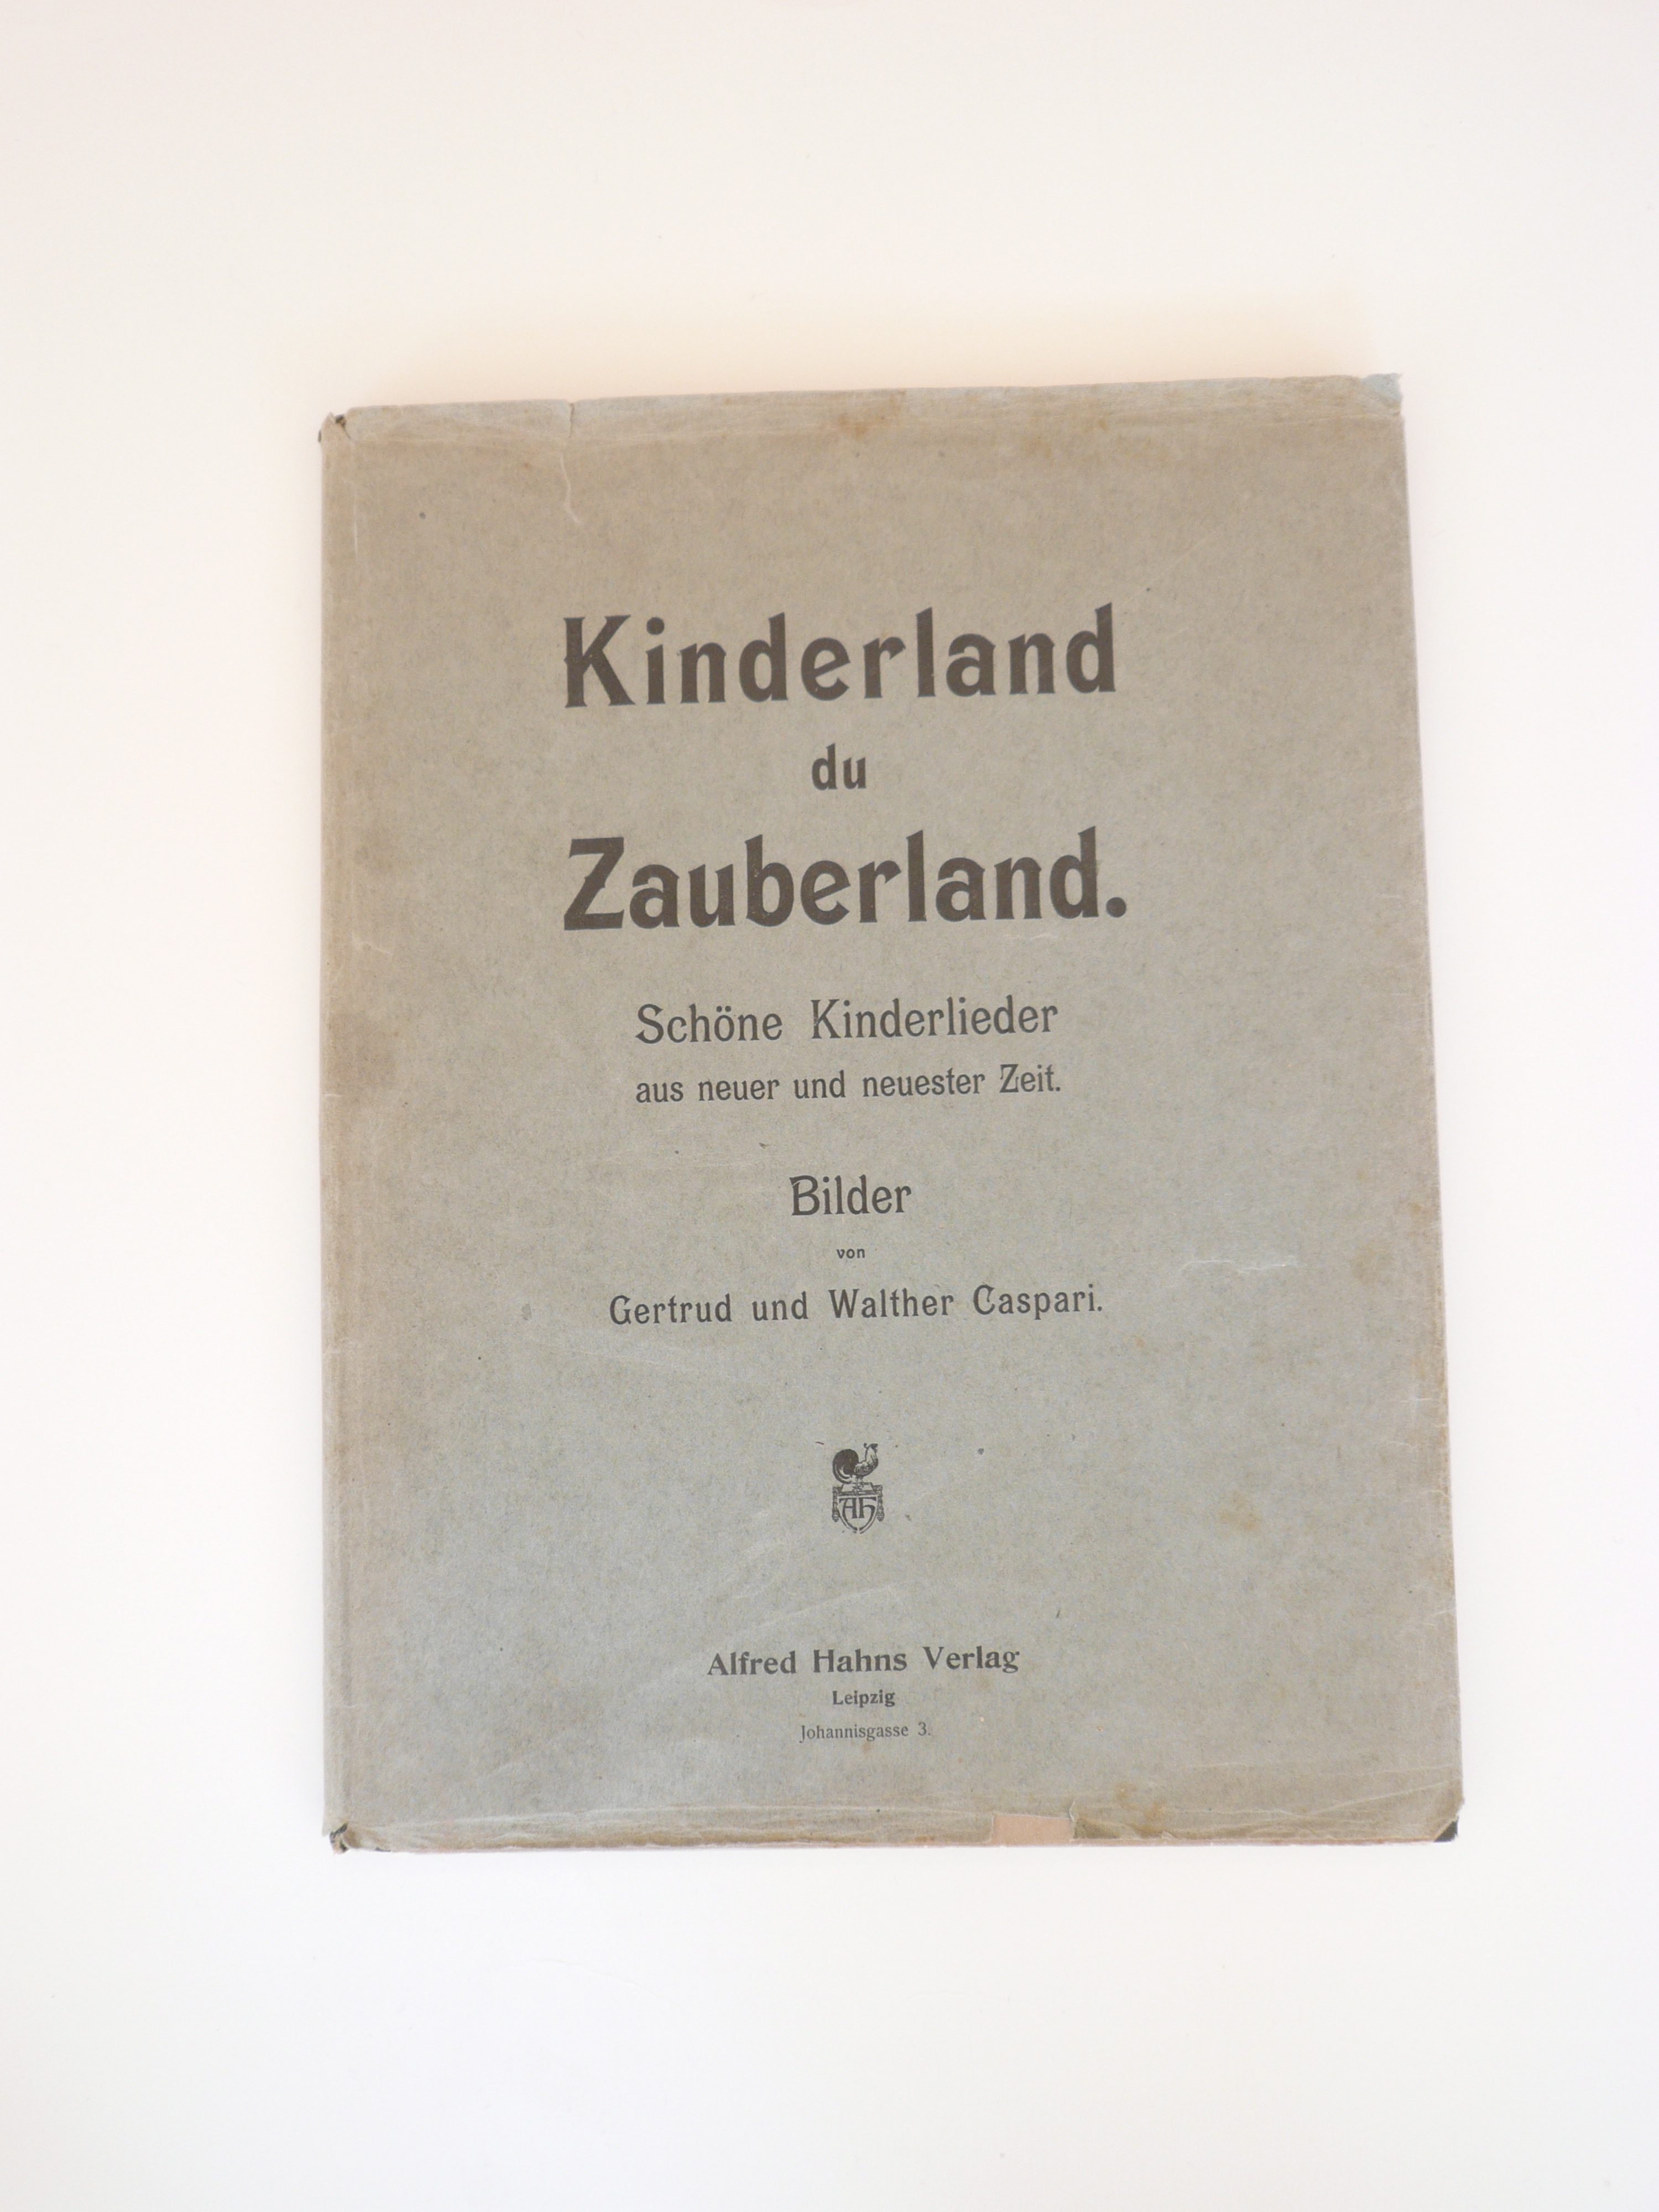 Kinderland
du
Zauberland.
Schöne Kinderlieder
aus neuer und neuester Zeit.
Bilder
von
Gertrud und Walther Caspari.
Ah
Alfred Hahns Verlag
Leipzig
Johannisgasse 3.